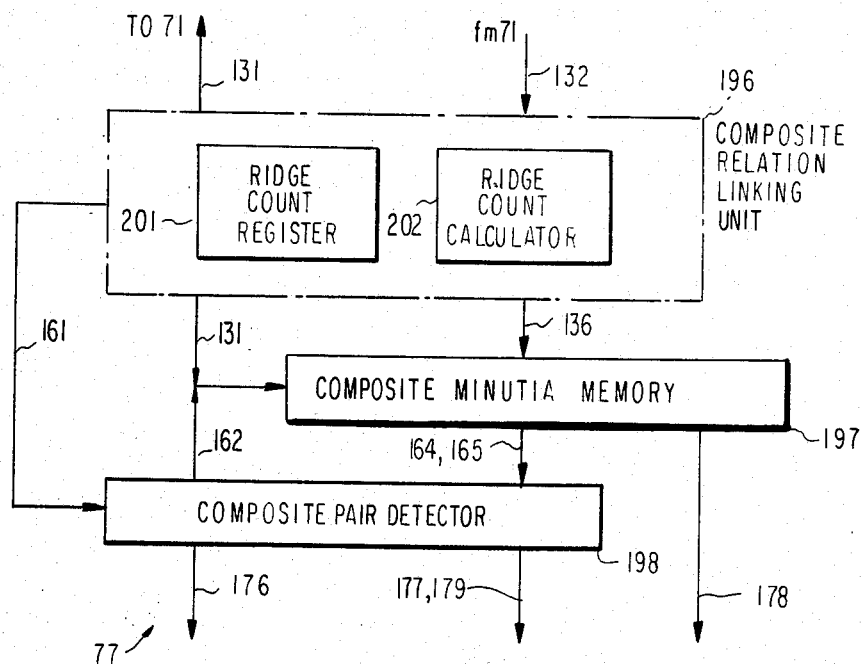 TO 71
fm71
131
132
196
COMPOSITE
RELATION
LINKING
UNIT
RIDGE
COUNT
REGISTER
201
RIDGE
COUNT
CALCULATOR
202
161
131
136
COMPOSITE MINUTIA MEMORY
197
162
164, 165
COMPOSITE PAIR DETECTOR
198
176
177,179
178
77